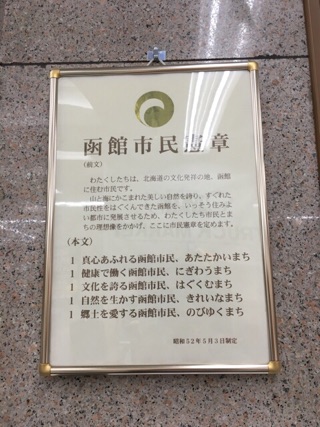 函館市民憲章
(前文)
わたくしたちは、北海道の文化発祥の地、函館
に住む市民です。
山と海にかこまれた美しい自然を誇り、すぐれた
市民性をはぐくんできた函館を、いっそう住みよ
い都市に発展させるため、わたくしたち市民とま
ちの理想像をかかげ、ここに市民憲章を定めます。
(本文)
1 真心あふれる函館市民、あたたかいまち
1 健康で働く函館市民、にぎわうまち
1 文化を誇る函館市民、はぐくむまち
1 自然を生かす函館市民、きれいなまち
1 郷土を愛する函館市民、のびゆくまち
昭和52年5月3日制定